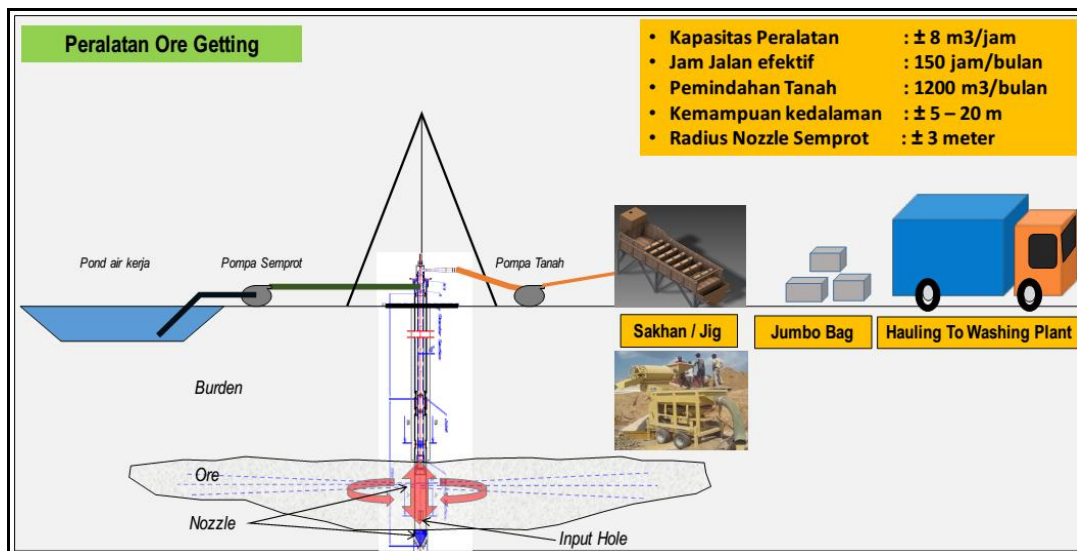 Peralatan Ore Getting
• Kapasitas Peralatan : ± 8 m3/jam
• Jam Jalan efektif : 150 jam/bulan
• Pemindahan Tanah : 1200 m3/bulan
• Kemampuan kedalaman : ± 5 – 20 m
• Radius Nozzle Semprot : ± 3 meter
Pond air kerja
Pompa Semprot
Pompa Tanah
Sakhan / Jig
Jumbo Bag
Hauling To Washing Plant
Burden
Ore
Nozzle
Input Hole